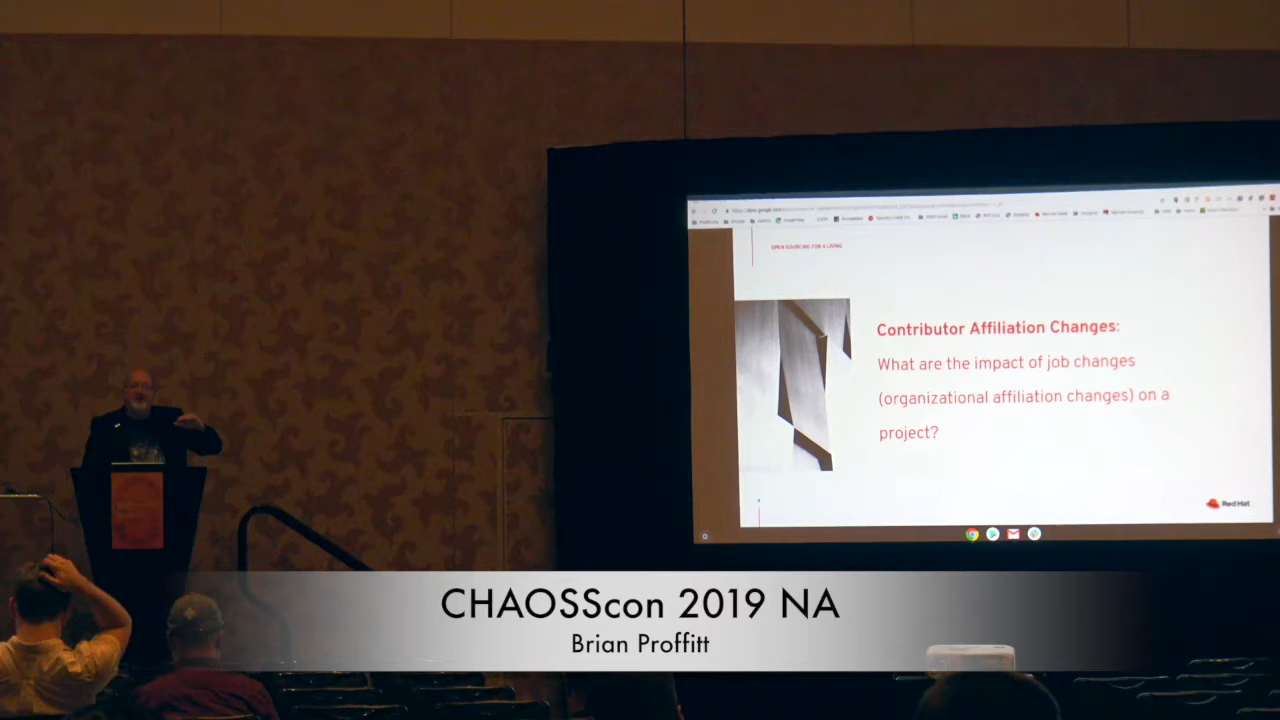 OPEN SOURCING FOR A LIVING
Contributor Affiliation Changes:
What are the impact of job changes
(organizational affiliation changes) on a
project?
Red Hat
CHAOSScon 2019 NA
Brian Proffitt